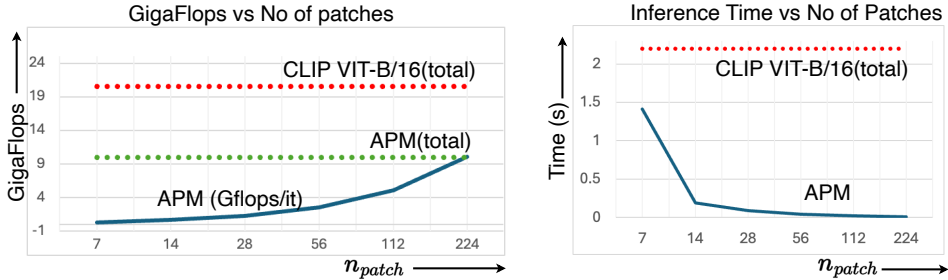 GigaFlops vs No of patches
GigaFlops
24
19
14
9
4
-1
CLIP VIT-B/16(total)
APM(total)
APM (Gflops/it)
7 14 28 56 112 224
n_patch
Inference Time vs No of Patches
Time (s)
2
1.5
1
0.5
0
CLIP VIT-B/16(total)
APM
7 14 28 56 112 224
n_patch